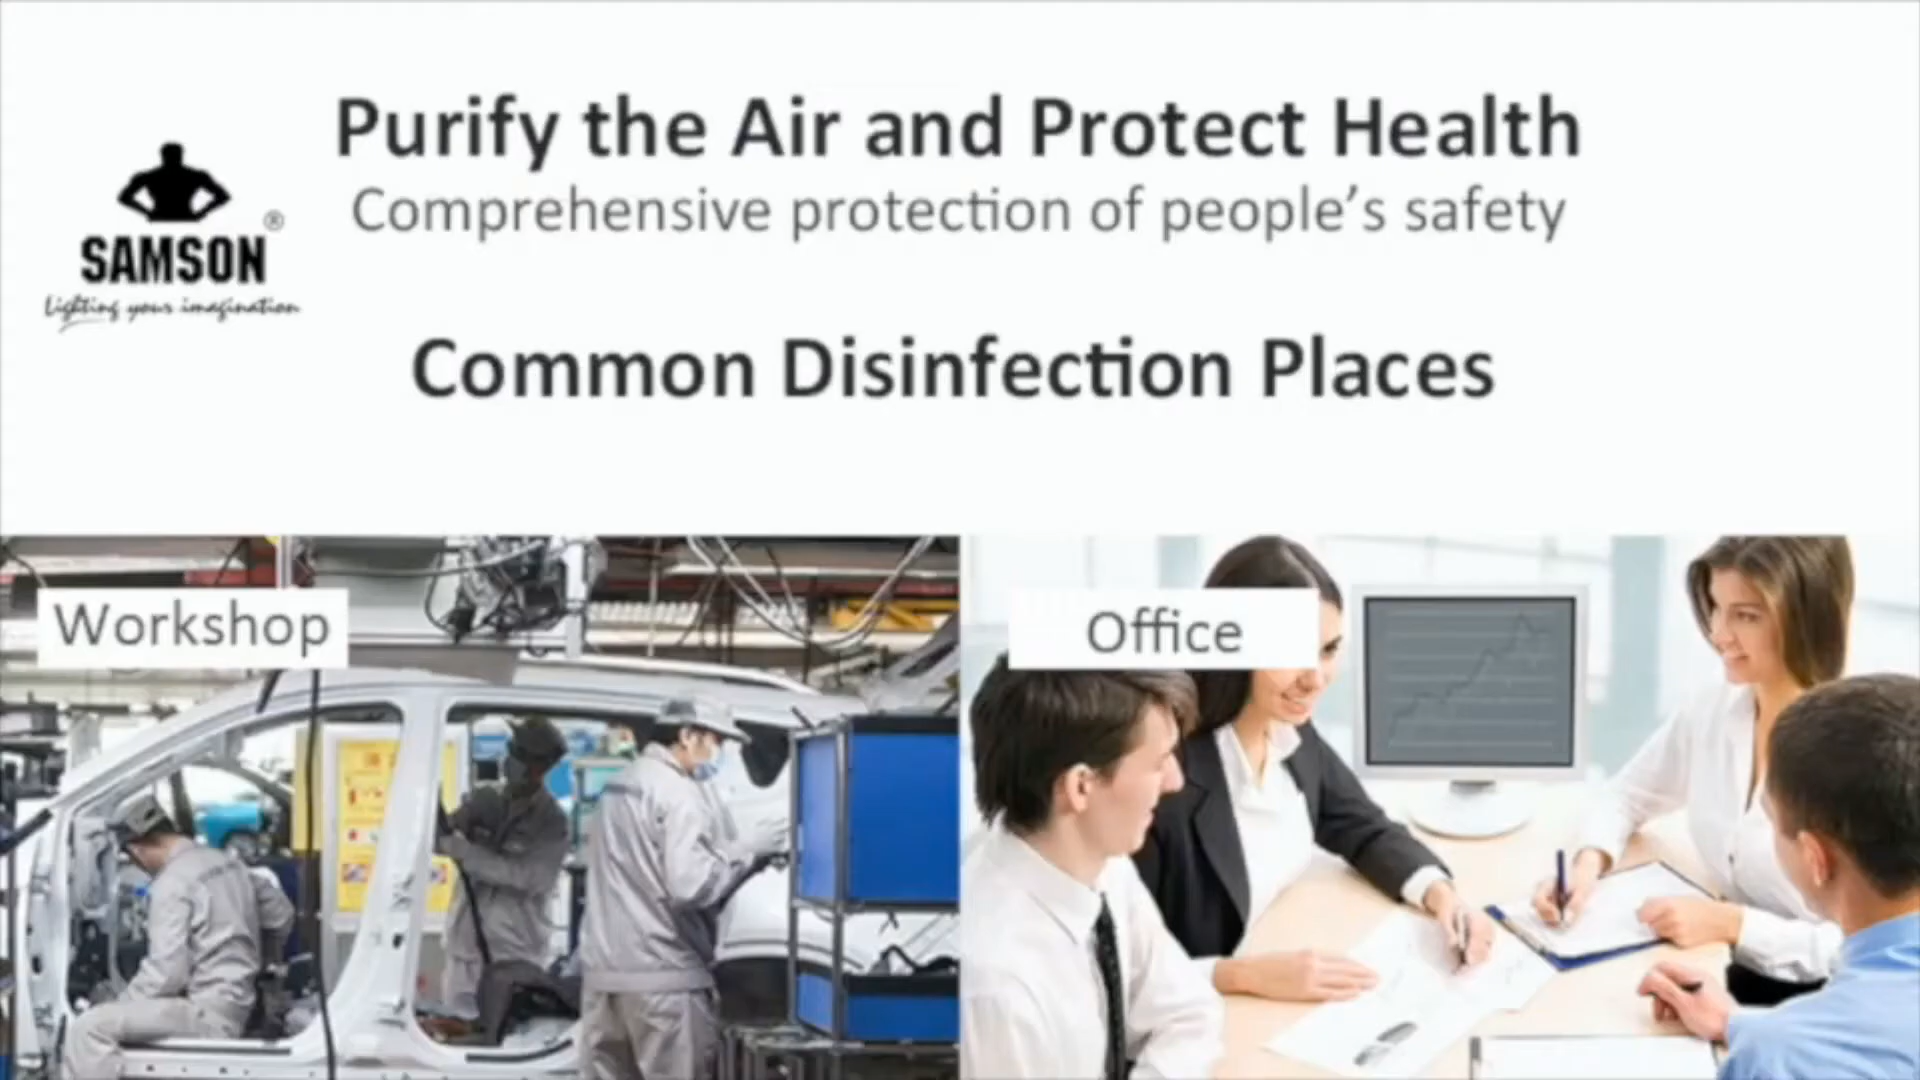 Purify the Air and Protect Health
Comprehensive protection of people's safety
SAMSON®
Lighting your imagination
Common Disinfection Places
Workshop
Office